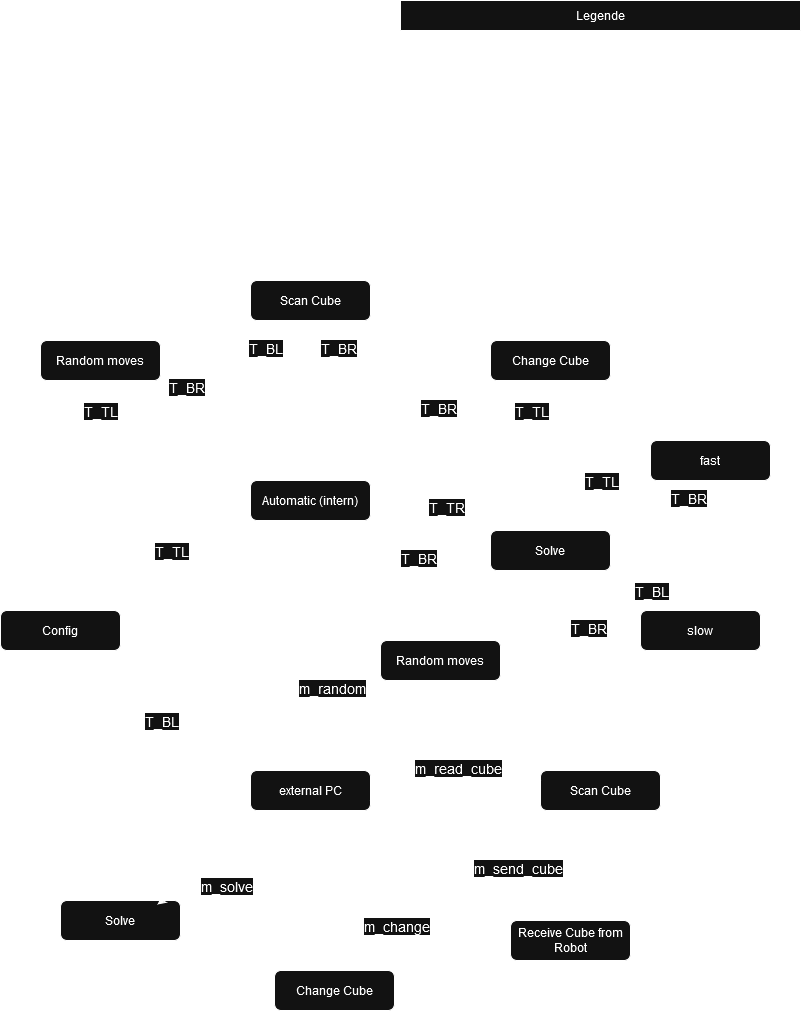 Legende
Scan Cube
T_BL
T_BR
Random moves
T_BR
T_TL
Change Cube
T_BR
T_TL
fast
T_TL
T_BR
Automatic (intern)
T_TR
Solve
T_TL
T_BR
T_BL
Config
T_BR
slow
Random moves
m_random
T_BL
m_read_cube
external PC
Scan Cube
m_send_cube
m_solve
Solve
m_change
Receive Cube from
Robot
Change Cube